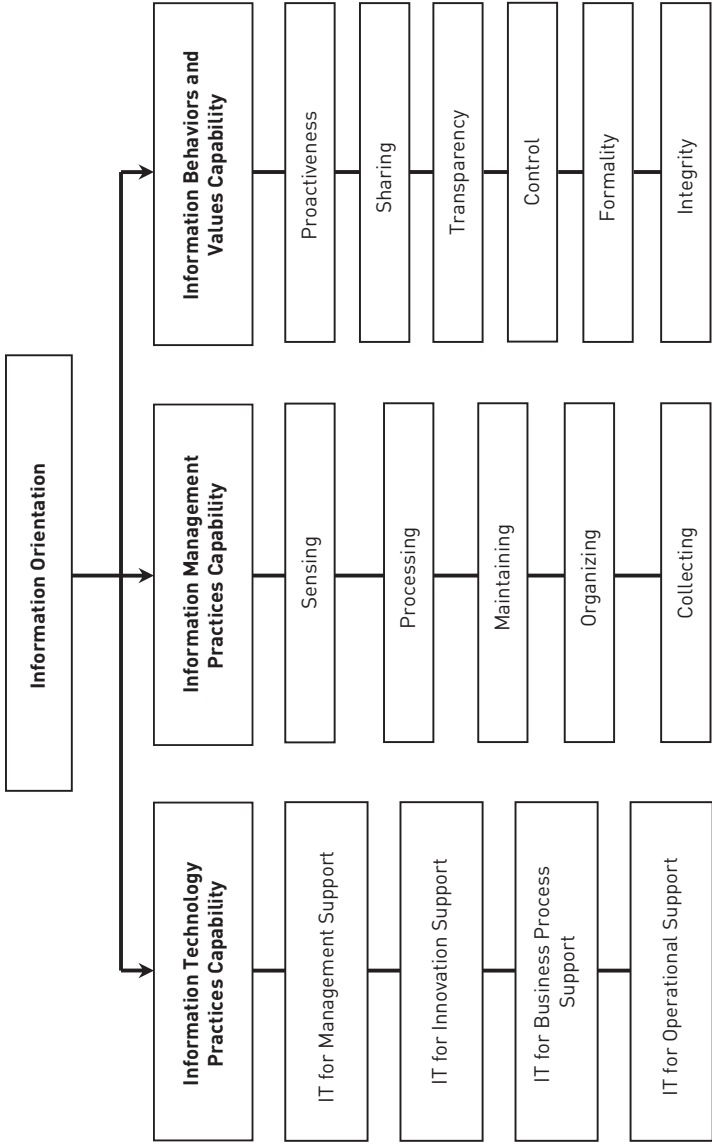 Information Orientation
Information Technology
Practices Capability
IT for Management Support
IT for Innovation Support
IT for Business Process
Support
IT for Operational Support
Information Management
Practices Capability
Sensing
Processing
Maintaining
Organizing
Collecting
Information Behaviors and
Values Capability
Proactiveness
Sharing
Transparency
Control
Formality
Integrity